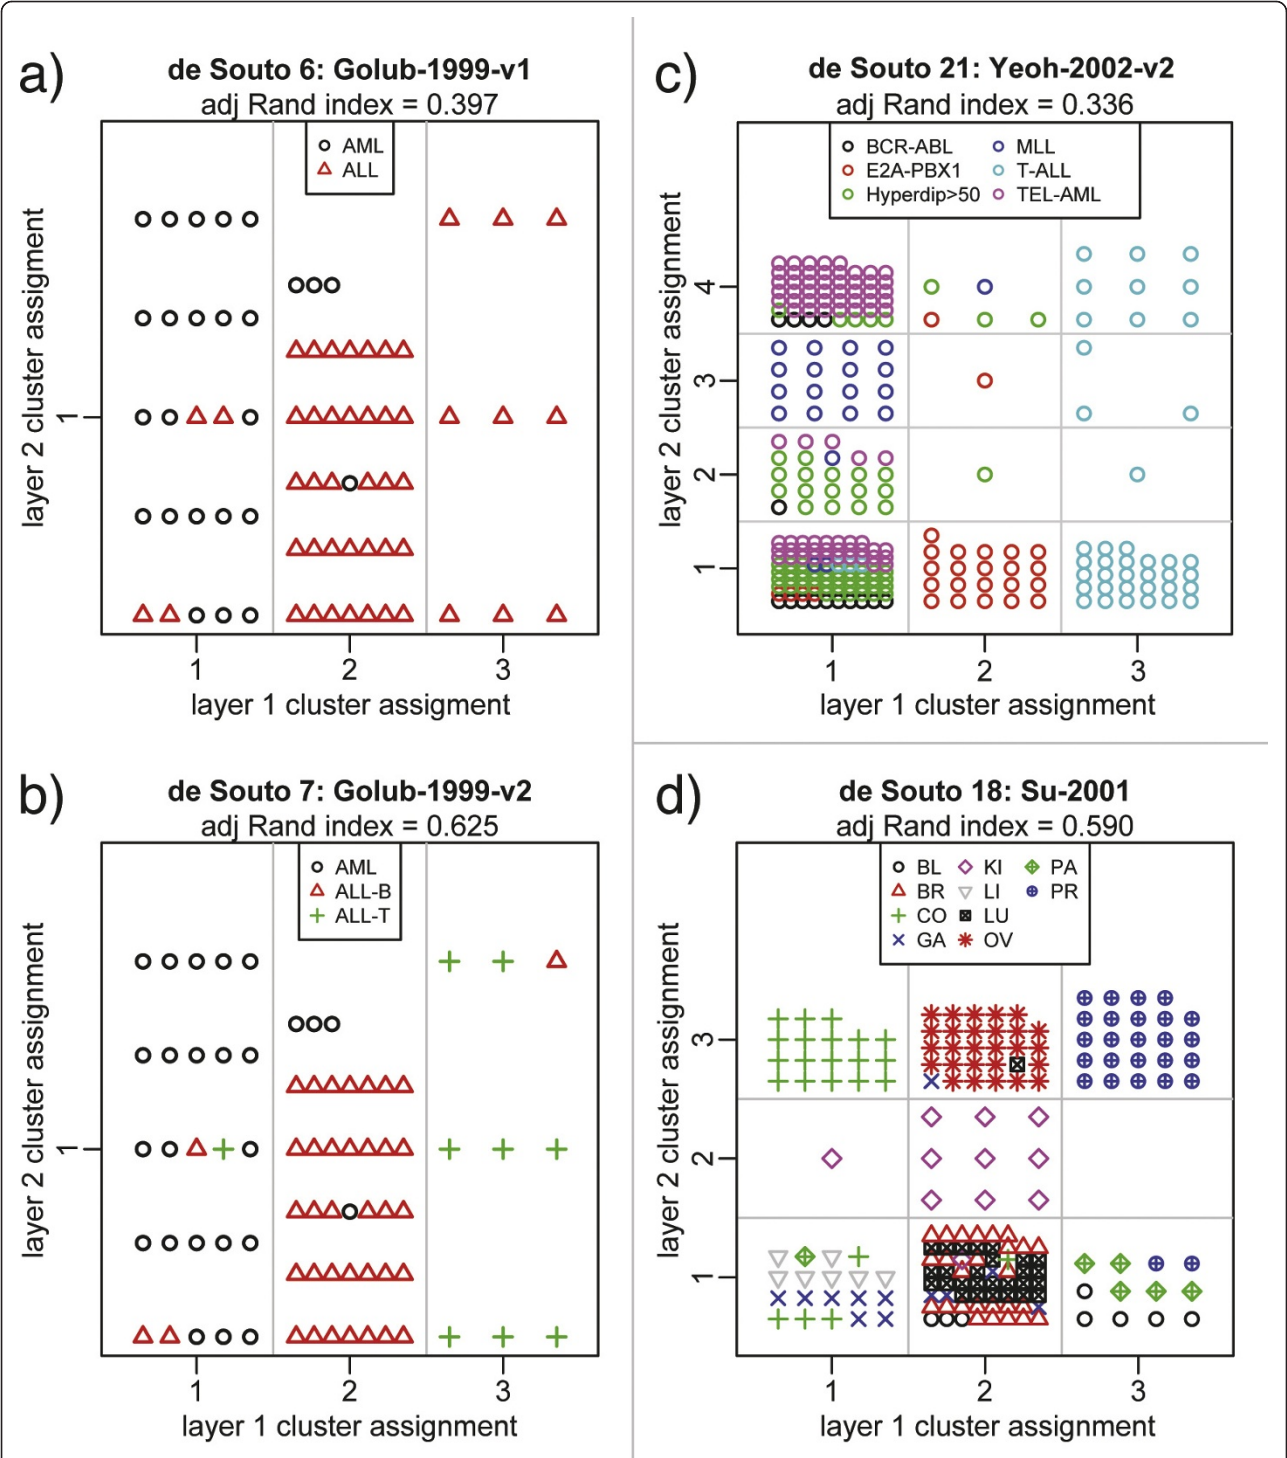 a)
de Souto 6: Golub-1999-v1
adj Rand index = 0.397
AML
ALL
layer 2 cluster assigment
1
1 2 3
layer 1 cluster assigment
c)
de Souto 21: Yeoh-2002-v2
adj Rand index = 0.336
BCR-ABL MLL
E2A-PBX1 T-ALL
Hyperdip>50 TEL-AML
layer 2 cluster assignment
4
3
2
1
1 2 3
layer 1 cluster assignment
b)
de Souto 7: Golub-1999-v2
adj Rand index = 0.625
AML
ALL-B
ALL-T
layer 2 cluster assignment
1
1 2 3
layer 1 cluster assignment
d)
de Souto 18: Su-2001
adj Rand index = 0.590
BL KI PA
BR LI PR
CO LU
GA OV
layer 2 cluster assignment
3
2
1
1 2 3
layer 1 cluster assignment